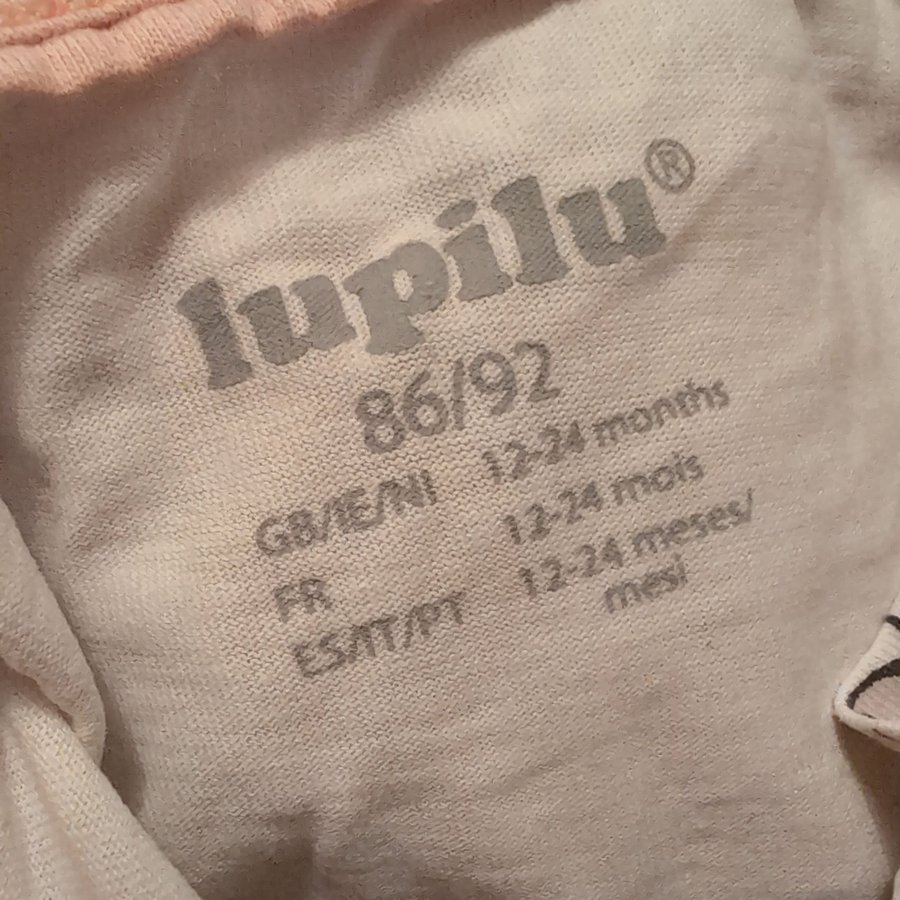 lupilu®
86/92
GB/IE/NI 12-24 months
FR 12-24 mois
ES/IT/PT 12-24 meses/
mesi